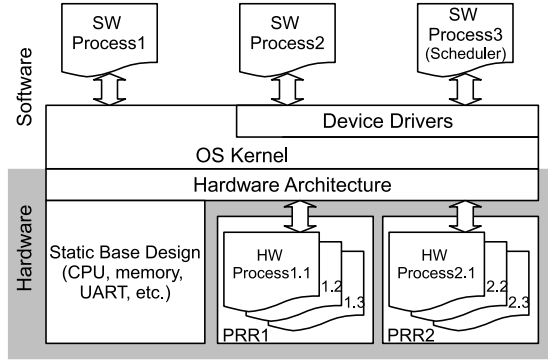 SW
Process1
SW
Process2
SW
Process3
(Scheduler)
Software
Device Drivers
OS Kernel
Hardware Architecture
Hardware
Static Base Design
(CPU, memory,
UART, etc.)
HW
Process1.1
1.2
1.3
PRR1
HW
Process2.1
2.2
2.3
PRR2